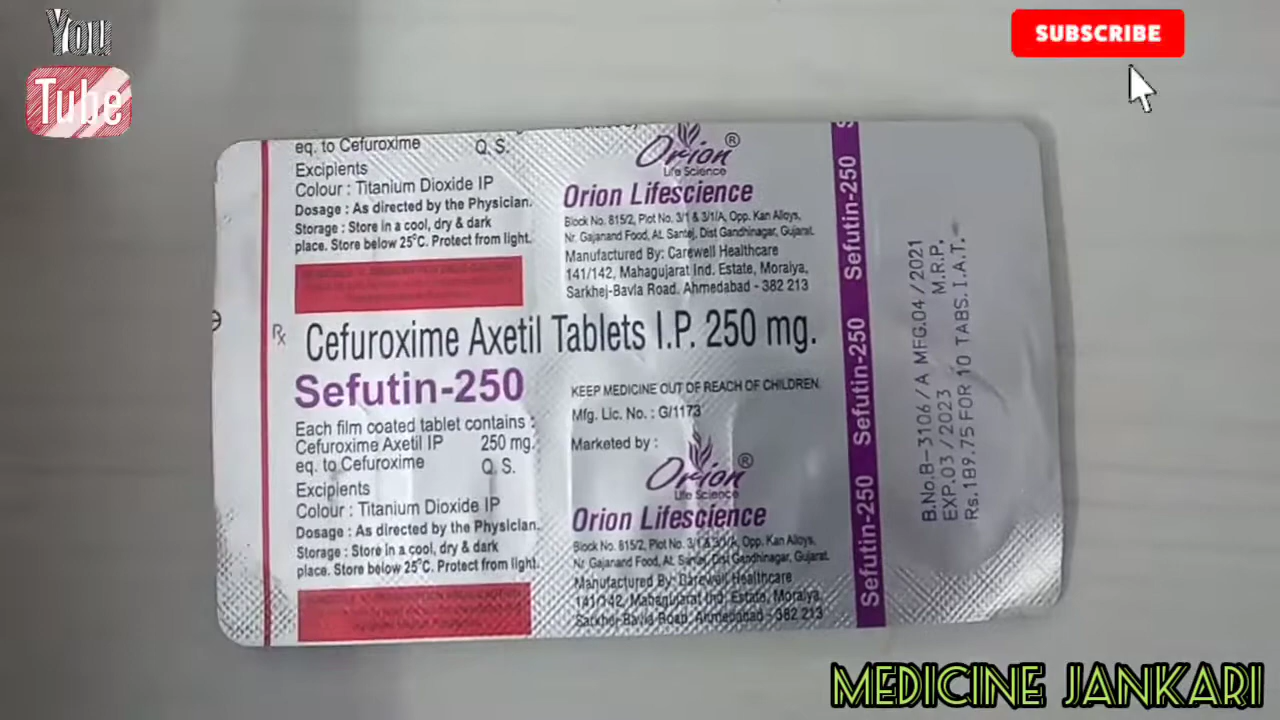 You
Tube
SUBSCRIBE
eq. to Cefuroxime Q. S.
Excipients
Colour : Titanium Dioxide IP
Dosage : As directed by the Physician.
Storage : Store in a cool, dry & dark
place. Store below 25°C. Protect from light.
Orion®
Life Science
Orion Lifescience
Block No. 815/2, Plot No. 3/1 & 3/1/A, Opp. Kan Alloys,
Nr. Gajanand Food, At. Santej, Dist Gandhinagar, Gujarat.
Manufactured By: Carewell Healthcare
141/142, Mahagujarat Ind. Estate, Moraiya,
Sarkhej-Bavla Road. Ahmedabad - 382 213
Rx Cefuroxime Axetil Tablets I.P. 250 mg.
Sefutin-250
Each film coated tablet contains :
Cefuroxime Axetil IP 250 mg.
eq. to Cefuroxime Q. S.
Excipients
Colour : Titanium Dioxide IP
Dosage : As directed by the Physician.
Storage : Store in a cool, dry & dark
place. Store below 25°C. Protect from light.
KEEP MEDICINE OUT OF REACH OF CHILDREN.
Mfg. Lic. No. : G/1173
Marketed by :
Orion®
Life Science
Orion Lifescience
Block No. 815/2, Plot No. 3/1 & 3/1/A, Opp. Kan Alloys,
Nr. Gajanand Food, At. Santej, Dist Gandhinagar, Gujarat.
Manufactured By: Carewell Healthcare
141/142, Mahagujarat Ind. Estate, Moraiya,
Sarkhej-Bavla Road, Ahmedabad - 382 213
Sefutin-250
Sefutin-250
Sefutin-250
B.No.B-3106/A MFG.04/2021
EXP.03/2023 M.R.P.
Rs.189.75 FOR 10 TABS. I.A.T.
MEDICINE JANKARI